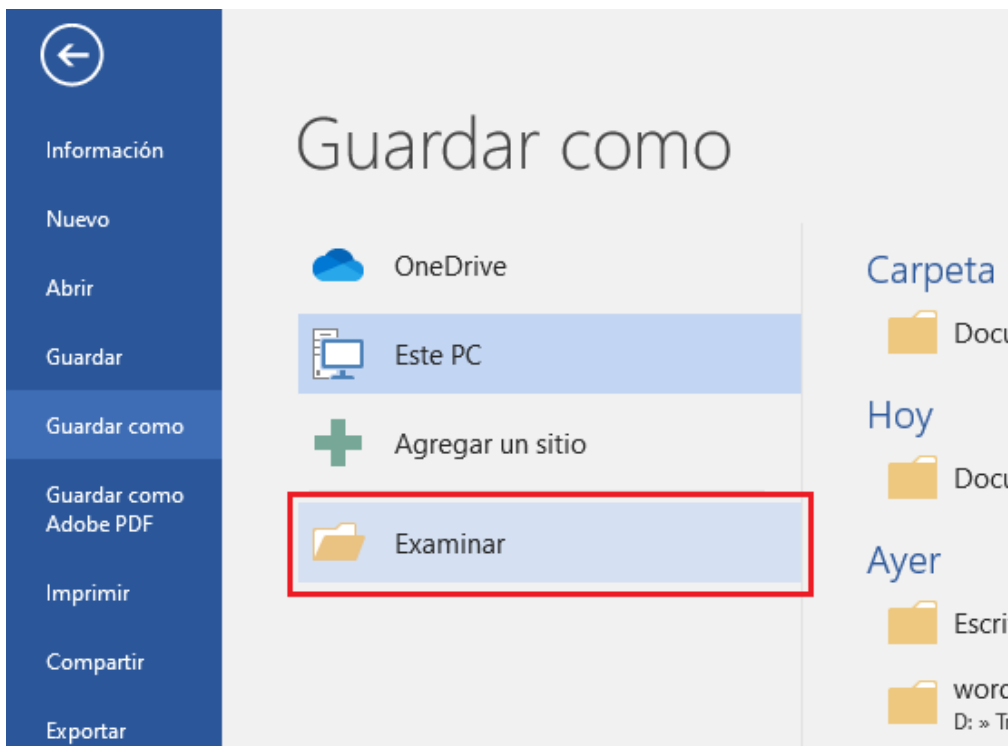 Información
Nuevo
Abrir
Guardar
Guardar como
Guardar como
Adobe PDF
Imprimir
Compartir
Exportar
Guardar como
OneDrive
Este PC
Agregar un sitio
Examinar
Carpeta
Hoy
Ayer
D: »